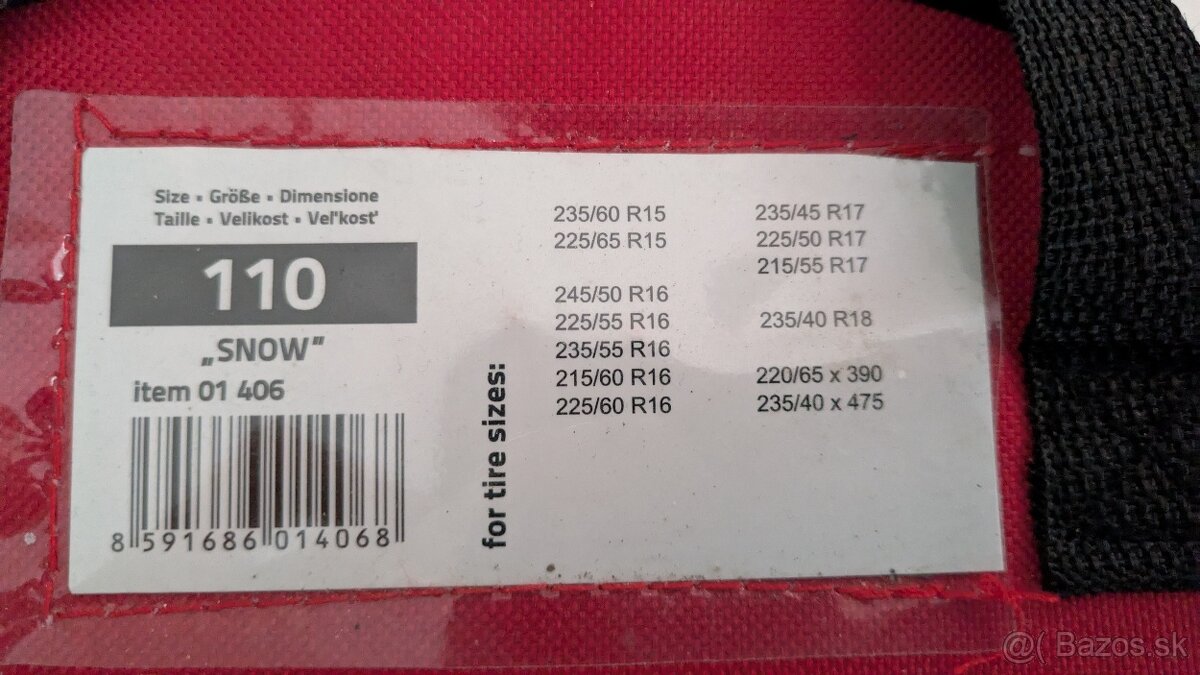 Size ▪ Größe ▪ Dimensione
Taille ▪ Velikost ▪ Vel'kosť
110
„SNOW"
item 01 406
8 591686 014068
for tire sizes:
235/60 R15
225/65 R15
245/50 R16
225/55 R16
235/55 R16
215/60 R16
225/60 R16
235/45 R17
225/50 R17
215/55 R17
235/40 R18
220/65 x 390
235/40 x 475
@( Bazos.sk